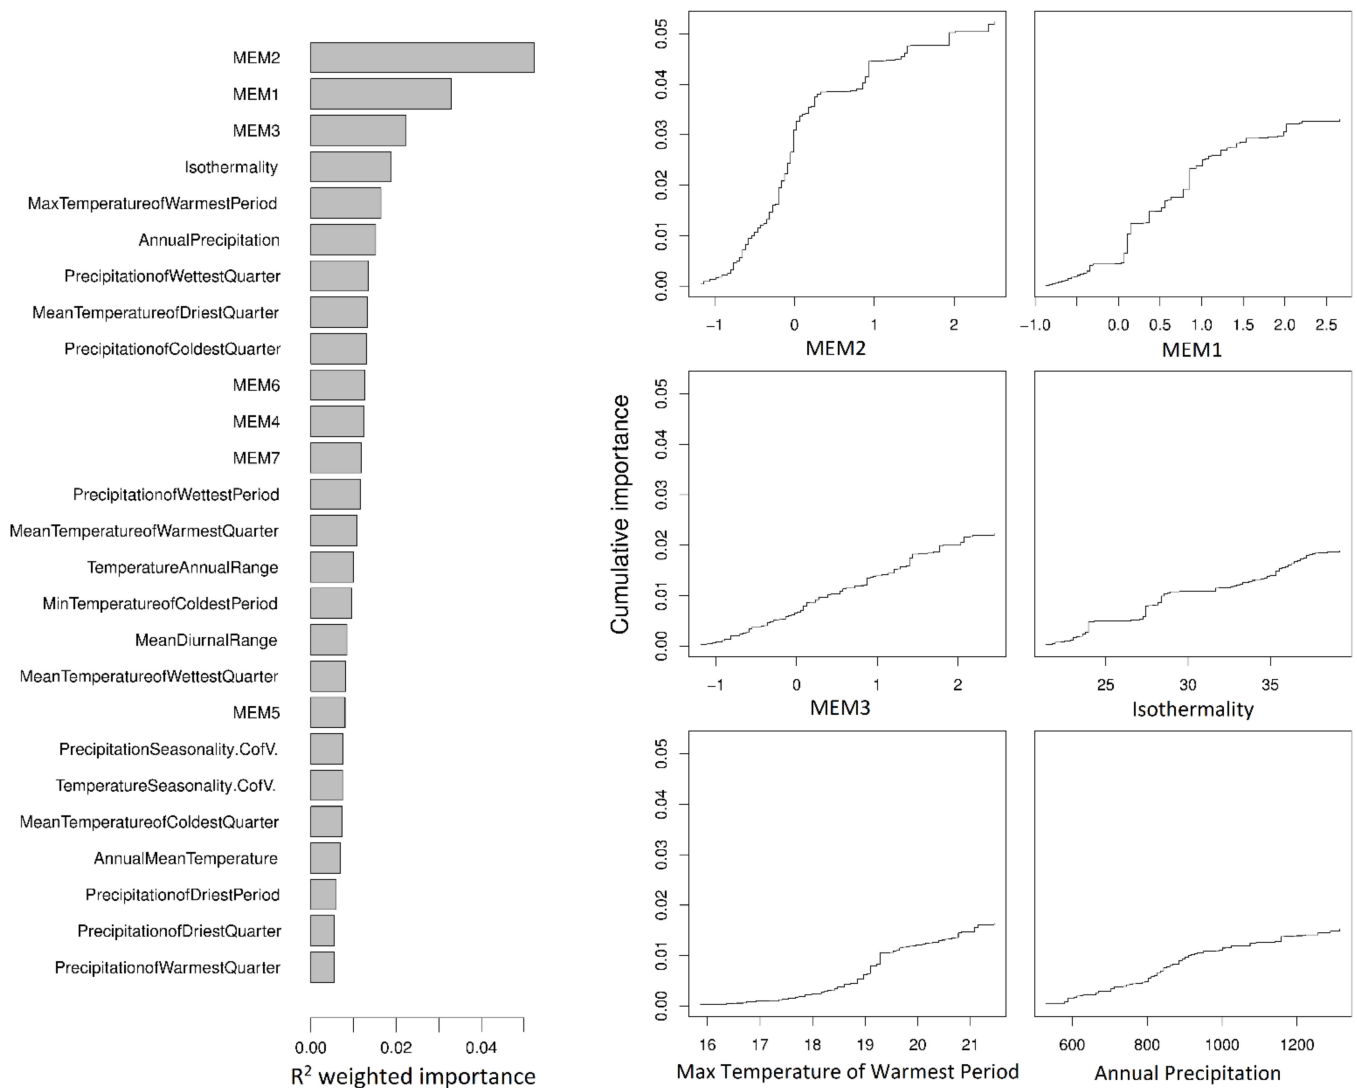 MEM2
MEM1
MEM3
Isothermality
MaxTemperatureofWarmestPeriod
AnnualPrecipitation
PrecipitationofWettestQuarter
MeanTemperatureofDriestQuarter
PrecipitationofColdestQuarter
MEM6
MEM4
MEM7
PrecipitationofWettestPeriod
MeanTemperatureofWarmestQuarter
TemperatureAnnualRange
MinTemperatureofColdestPeriod
MeanDiurnalRange
MeanTemperatureofWettestQuarter
MEM5
PrecipitationSeasonality.CofV.
TemperatureSeasonality.CofV.
MeanTemperatureofColdestQuarter
AnnualMeanTemperature
PrecipitationofDriestPeriod
PrecipitationofDriestQuarter
PrecipitationofWarmestQuarter
0.00 0.02 0.04
R² weighted importance
Cumulative importance
0.05
0.04
0.03
0.02
0.01
0.00
−1 0 1 2
MEM2
−1.0 0.0 0.5 1.0 1.5 2.0 2.5
MEM1
0.05
0.04
0.03
0.02
0.01
0.00
−1 0 1 2
MEM3
25 30 35
Isothermality
0.05
0.04
0.03
0.02
0.01
0.00
16 17 18 19 20 21
Max Temperature of Warmest Period
600 800 1000 1200
Annual Precipitation